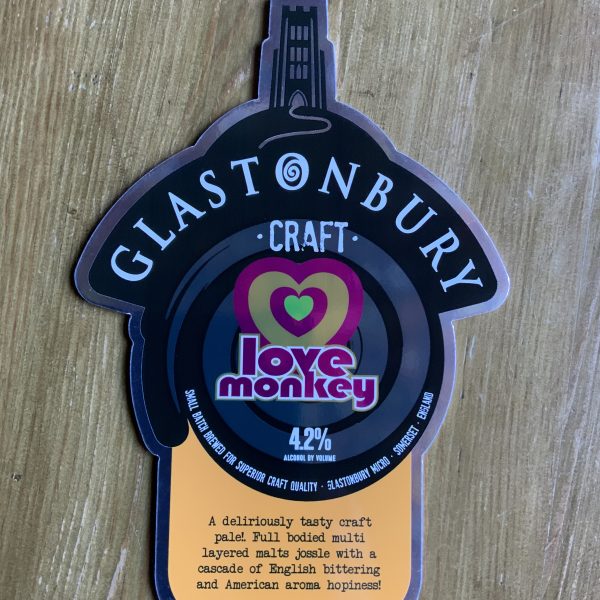 GLASTONBURY
· CRAFT ·
love
monkey
4.2%
ALCOHOL BY VOLUME
SMALL BATCH BREWED FOR SUPERIOR CRAFT QUALITY · GLASTONBURY MICRO · SOMERSET · ENGLAND
A deliriously tasty craft
pale!. Full bodied multi
layered malts jossle with a
cascade of English bittering
and American aroma hopiness!